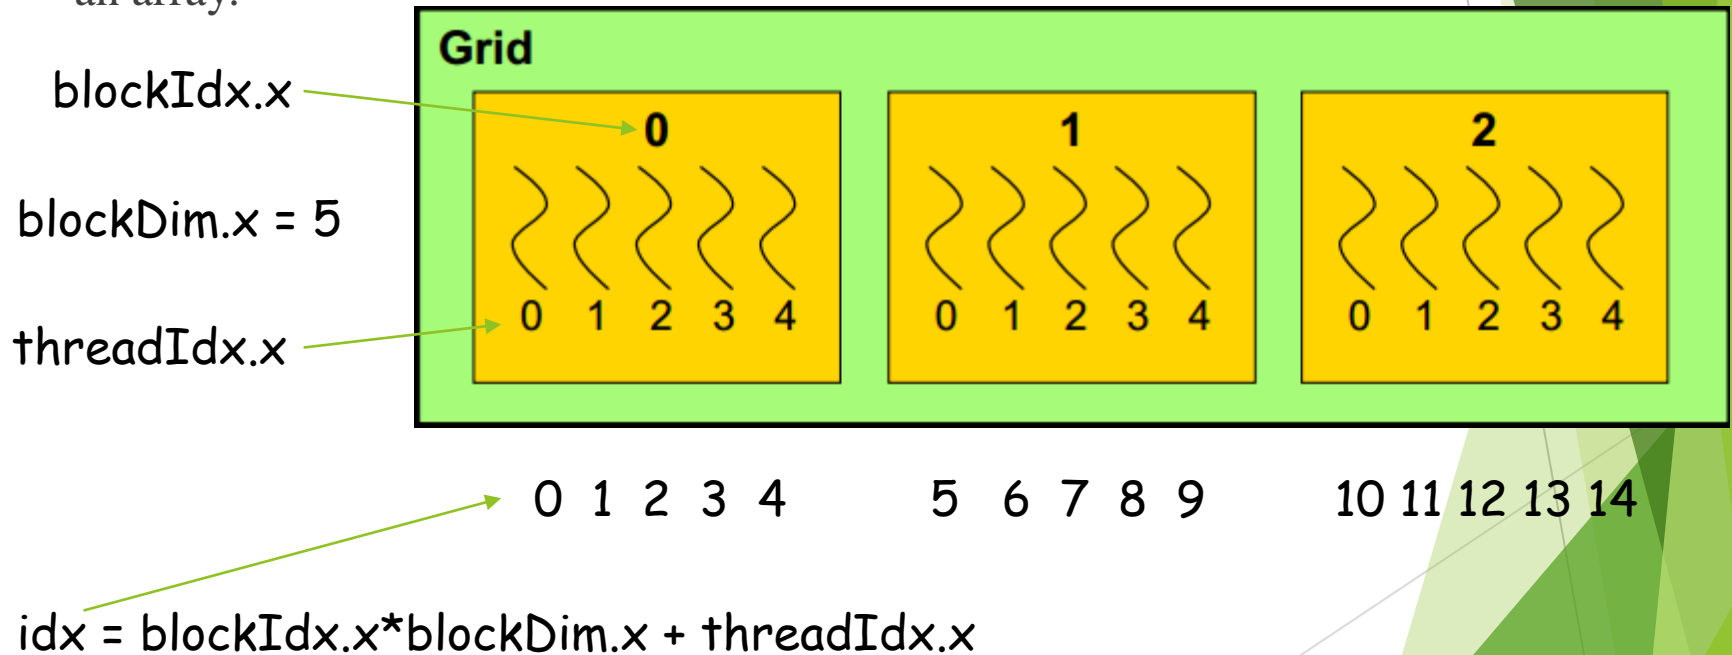 an array.
Grid
blockIdx.x
0 1 2
blockDim.x = 5
threadIdx.x
0 1 2 3 4 0 1 2 3 4 0 1 2 3 4
0 1 2 3 4 5 6 7 8 9 10 11 12 13 14
idx = blockIdx.x*blockDim.x + threadIdx.x